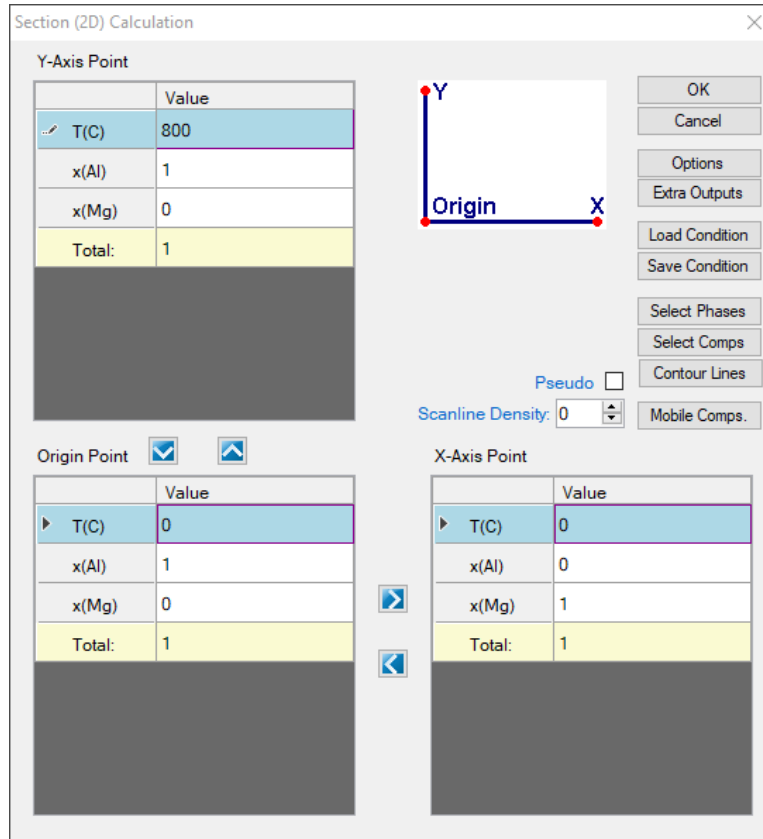 Section (2D) Calculation
Y-Axis Point
Value
T(C) 800
x(Al) 1
x(Mg) 0
Total: 1
Y
Origin X
OK
Cancel
Options
Extra Outputs
Load Condition
Save Condition
Select Phases
Select Comps
Contour Lines
Mobile Comps.
Pseudo
Scanline Density: 0
Origin Point
Value
T(C) 0
x(Al) 1
x(Mg) 0
Total: 1
X-Axis Point
Value
T(C) 0
x(Al) 0
x(Mg) 1
Total: 1